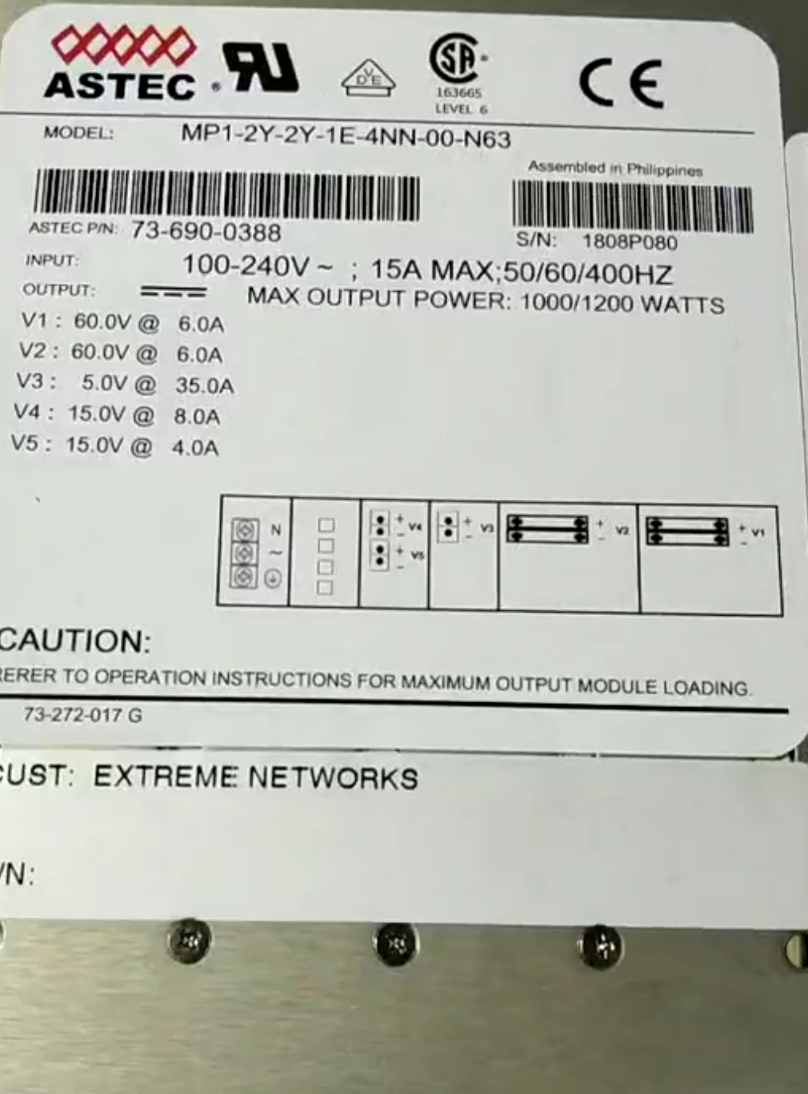 ASTEC
VDE
SA
163665
LEVEL 6
CE
MODEL: MP1-2Y-2Y-1E-4NN-00-N63
Assembled in Philippines
ASTEC P/N: 73-690-0388
S/N: 1808P080
INPUT: 100-240V ~ ; 15A MAX;50/60/400HZ
OUTPUT: MAX OUTPUT POWER: 1000/1200 WATTS
V1 : 60.0V @ 6.0A
V2 : 60.0V @ 6.0A
V3 : 5.0V @ 35.0A
V4 : 15.0V @ 8.0A
V5 : 15.0V @ 4.0A
N + V4 + V3 + V2 + V1
~ - - - -
+ V5
-
CAUTION:
RERER TO OPERATION INSTRUCTIONS FOR MAXIMUM OUTPUT MODULE LOADING.
73-272-017 G
CUST: EXTREME NETWORKS
/N: